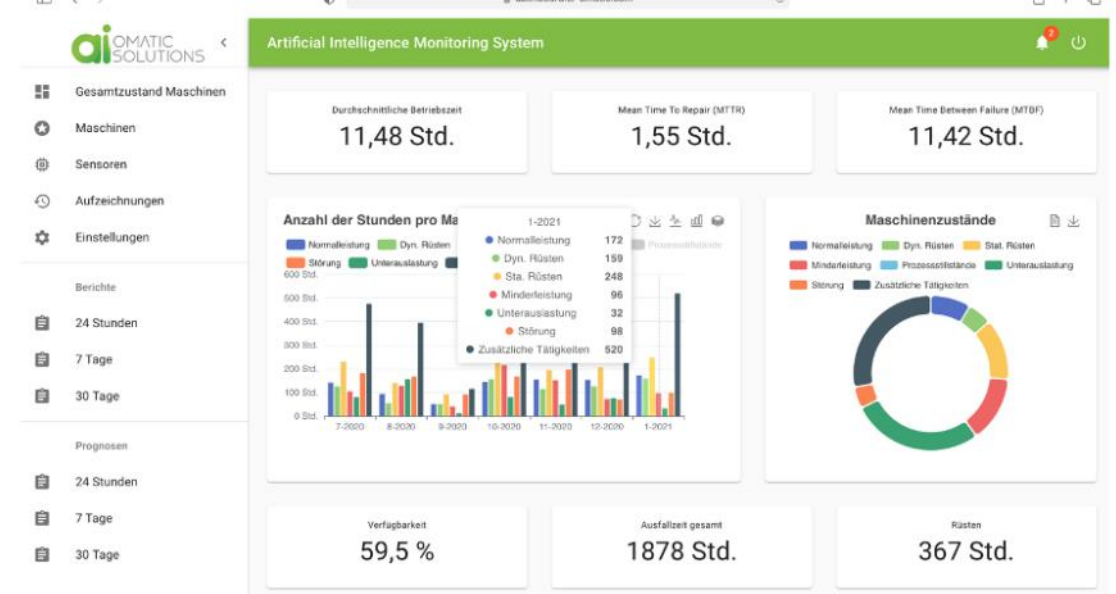 aiOMATIC
SOLUTIONS
Artificial Intelligence Monitoring System
2
Gesamtzustand Maschinen
Maschinen
Sensoren
Aufzeichnungen
Einstellungen
Berichte
24 Stunden
7 Tage
30 Tage
Prognosen
24 Stunden
7 Tage
30 Tage
Durchschnittliche Betriebszeit
11,48 Std.
Mean Time To Repair (MTTR)
1,55 Std.
Mean Time Between Failure (MTBF)
11,42 Std.
Anzahl der Stunden pro Ma
Normalleistung Dyn. Rüsten Prozessstillstände
Störung Unterauslastung
600 Std.
500 Std.
400 Std.
300 Std.
200 Std.
100 Std.
0 Std.
7-2020 8-2020 9-2020 10-2020 11-2020 12-2020 1-2021
1-2021
Normalleistung 172
Dyn. Rüsten 159
Sta. Rüsten 248
Minderleistung 96
Unterauslastung 32
Störung 98
Zusätzliche Tätigkeiten 520
Maschinenzustände
Normalleistung Dyn. Rüsten Stat. Rüsten
Minderleistung Prozessstillstände Unterauslastung
Störung Zusätzliche Tätigkeiten
Verfügbarkeit
59,5 %
Ausfallzeit gesamt
1878 Std.
Rüsten
367 Std.